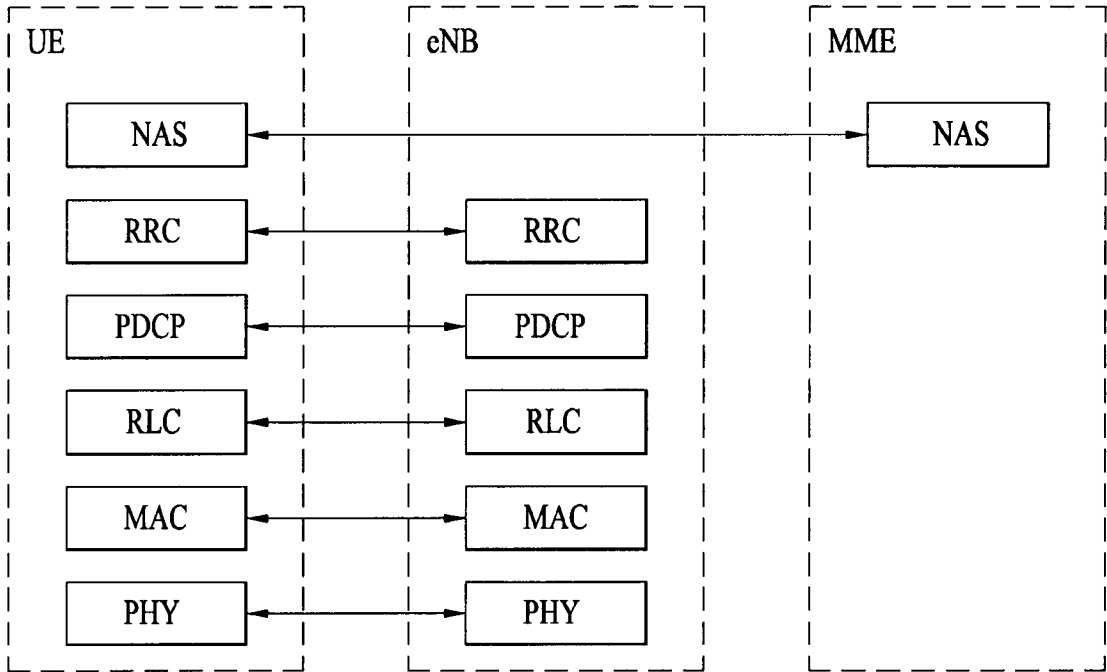 UE
eNB
MME
NAS
NAS
RRC
RRC
PDCP
PDCP
RLC
RLC
MAC
MAC
PHY
PHY